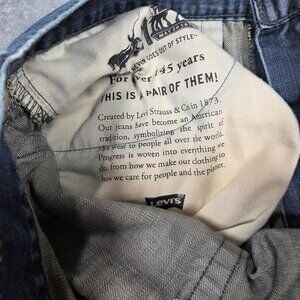 NEVER GOES OUT OF STYLE
For over 145 years
THIS IS A PAIR OF THEM!
Created by Levi Strauss & Co in 1873.
Our jeans have become an American
tradition, symbolizing the spirit of
the west to people all over the world.
Progress is woven into everything we
do, from how we make our clothing to
how we care for people and the planet.
Levi's